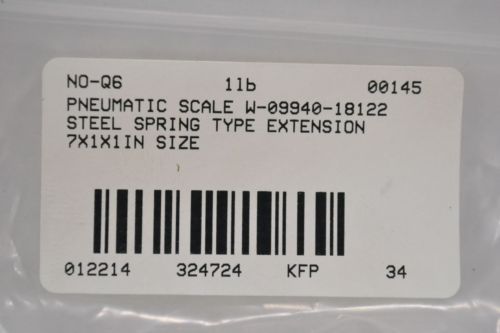 NO-Q6 1lb 00145
PNEUMATIC SCALE W-09940-18122
STEEL SPRING TYPE EXTENSION
7X1X1IN SIZE
012214 324724 KFP 34